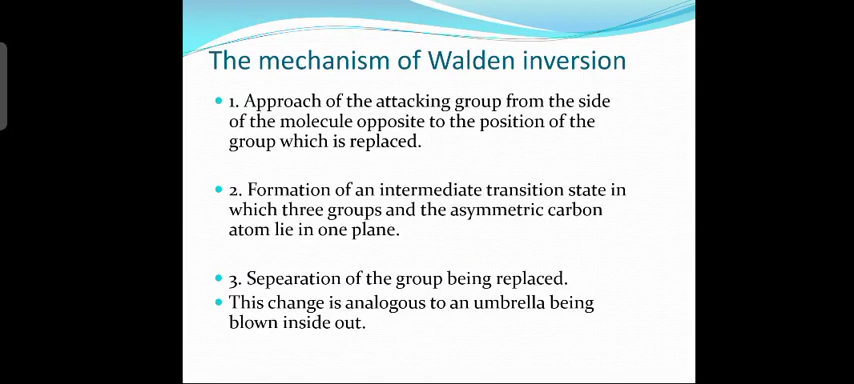 The mechanism of Walden inversion
• 1. Approach of the attacking group from the side
of the molecule opposite to the position of the
group which is replaced.
• 2. Formation of an intermediate transition state in
which three groups and the asymmetric carbon
atom lie in one plane.
• 3. Sepearation of the group being replaced.
• This change is analogous to an umbrella being
blown inside out.